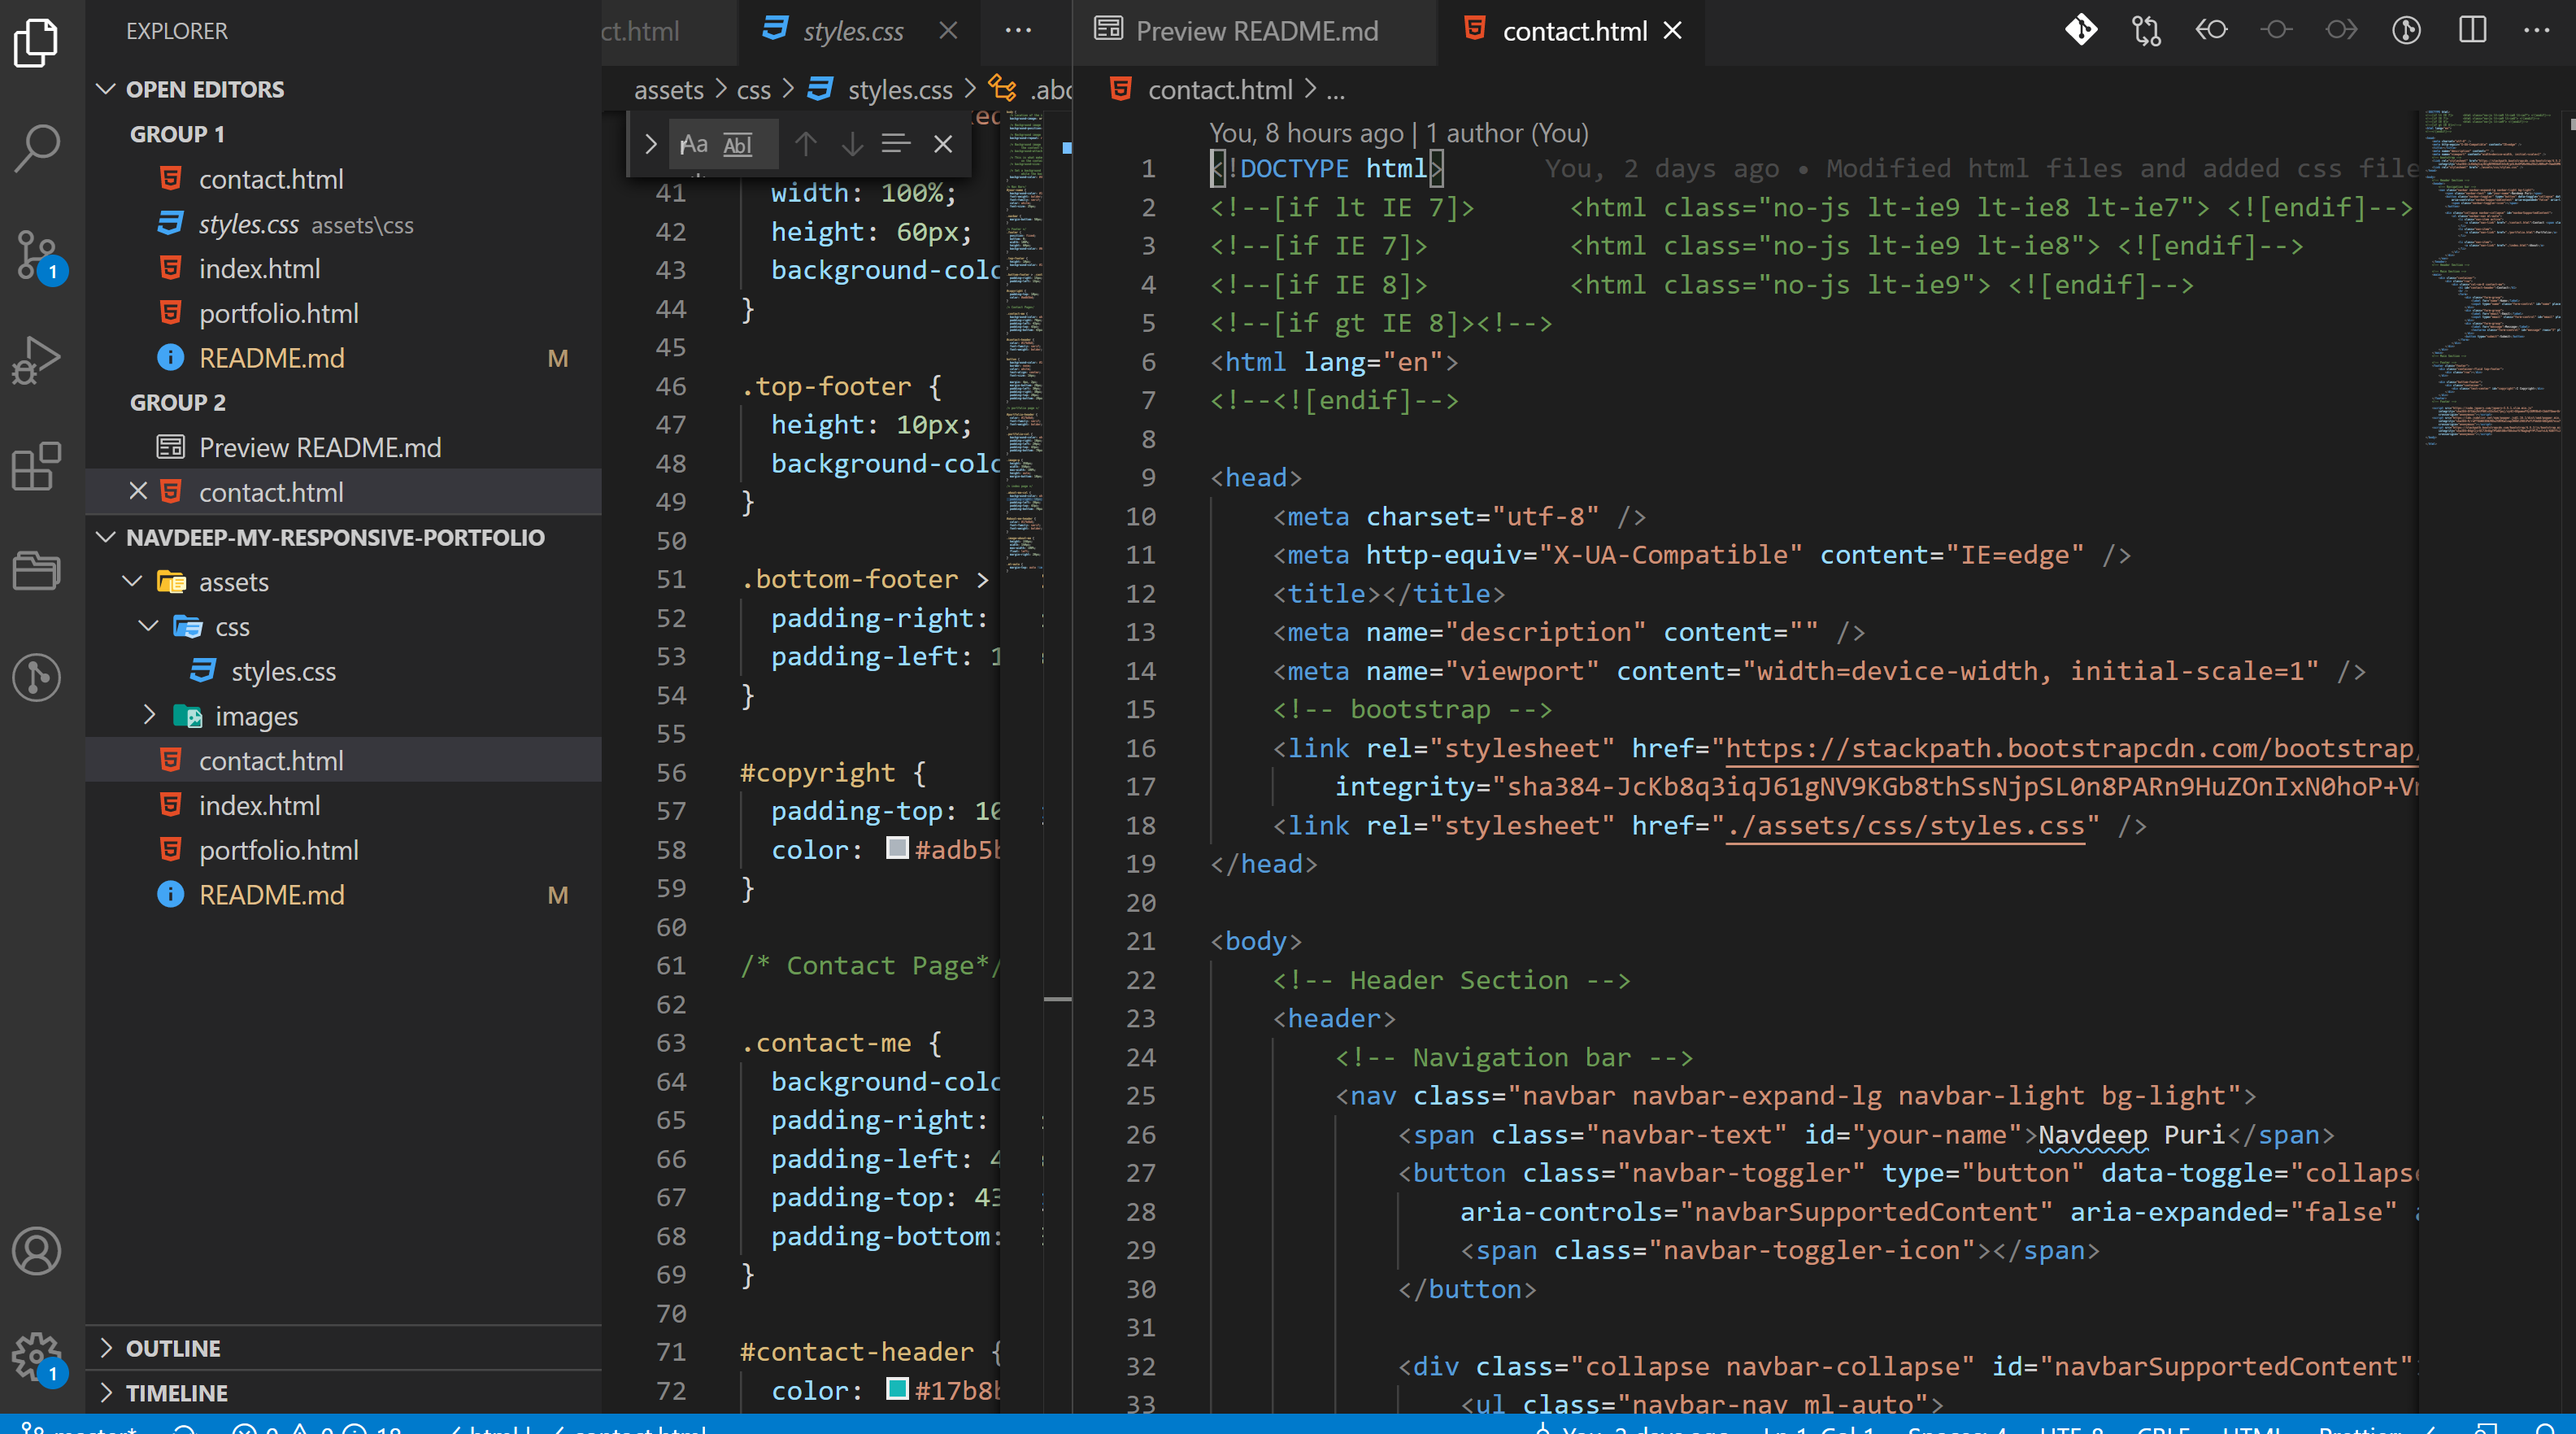 EXPLORER
OPEN EDITORS
GROUP 1
contact.html
styles.css assets\css
index.html
portfolio.html
README.md M
GROUP 2
Preview README.md
contact.html
NAVDEEP-MY-RESPONSIVE-PORTFOLIO
assets
css
styles.css
images
contact.html
index.html
portfolio.html
README.md M
OUTLINE
TIMELINE
1
1
ct.html
styles.css
assets > css > styles.css > .abo
Aa Abl
41 width: 100%;
42 height: 60px;
43 background-colo
44 }
45
46 .top-footer {
47 height: 10px;
48 background-colo
49 }
50
51 .bottom-footer >
52 padding-right:
53 padding-left: 1
54 }
55
56 #copyright {
57 padding-top: 10
58 color: #adb5b
59 }
60
61 /* Contact Page*/
62
63 .contact-me {
64 background-colo
65 padding-right:
66 padding-left: 4
67 padding-top: 43
68 padding-bottom:
69 }
70
71 #contact-header {
72 color: #17b8b
Preview README.md
contact.html
contact.html > ...
You, 8 hours ago | 1 author (You)
1 <!DOCTYPE html> You, 2 days ago • Modified html files and added css file
2 <!--[if lt IE 7]> <html class="no-js lt-ie9 lt-ie8 lt-ie7"> <![endif]-->
3 <!--[if IE 7]> <html class="no-js lt-ie9 lt-ie8"> <![endif]-->
4 <!--[if IE 8]> <html class="no-js lt-ie9"> <![endif]-->
5 <!--[if gt IE 8]><!-->
6 <html lang="en">
7 <!--<![endif]-->
8
9 <head>
10 <meta charset="utf-8" />
11 <meta http-equiv="X-UA-Compatible" content="IE=edge" />
12 <title></title>
13 <meta name="description" content="" />
14 <meta name="viewport" content="width=device-width, initial-scale=1" />
15 <!-- bootstrap -->
16 <link rel="stylesheet" href="https://stackpath.bootstrapcdn.com/bootstrap/
17 integrity="sha384-JcKb8q3iqJ61gNV9KGb8thSsNjpSL0n8PARn9HuZOnIxN0hoP+V
18 <link rel="stylesheet" href="./assets/css/styles.css" />
19 </head>
20
21 <body>
22 <!-- Header Section -->
23 <header>
24 <!-- Navigation bar -->
25 <nav class="navbar navbar-expand-lg navbar-light bg-light">
26 <span class="navbar-text" id="your-name">Navdeep Puri</span>
27 <button class="navbar-toggler" type="button" data-toggle="collapse
28 aria-controls="navbarSupportedContent" aria-expanded="false"
29 <span class="navbar-toggler-icon"></span>
30 </button>
31
32 <div class="collapse navbar-collapse" id="navbarSupportedContent"
33 <ul class="navbar-nav ml-auto">